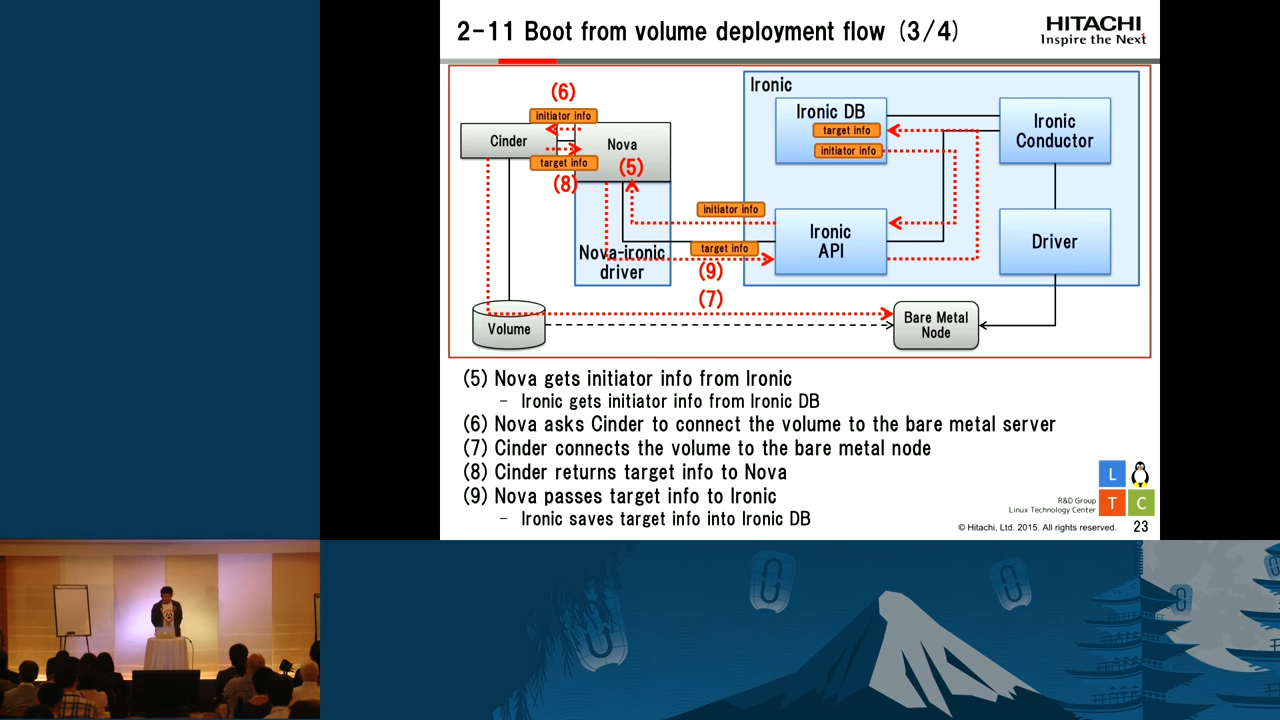 2-11 Boot from volume deployment flow (3/4)
HITACHI
Inspire the Next
Ironic
(6)
initiator info
Cinder
Nova
(5)
target info
(8)
Ironic DB
target info
initiator info
Ironic
Conductor
initiator info
Ironic
API
Driver
target info
(9)
Nova-ironic
driver
(7)
Volume
Bare Metal
Node
(5) Nova gets initiator info from Ironic
- Ironic gets initiator info from Ironic DB
(6) Nova asks Cinder to connect the volume to the bare metal server
(7) Cinder connects the volume to the bare metal node
(8) Cinder returns target info to Nova
(9) Nova passes target info to Ironic
- Ironic saves target info into Ironic DB
L
T C
R&D Group
Linux Technology Center
© Hitachi, Ltd. 2015. All rights reserved.
23